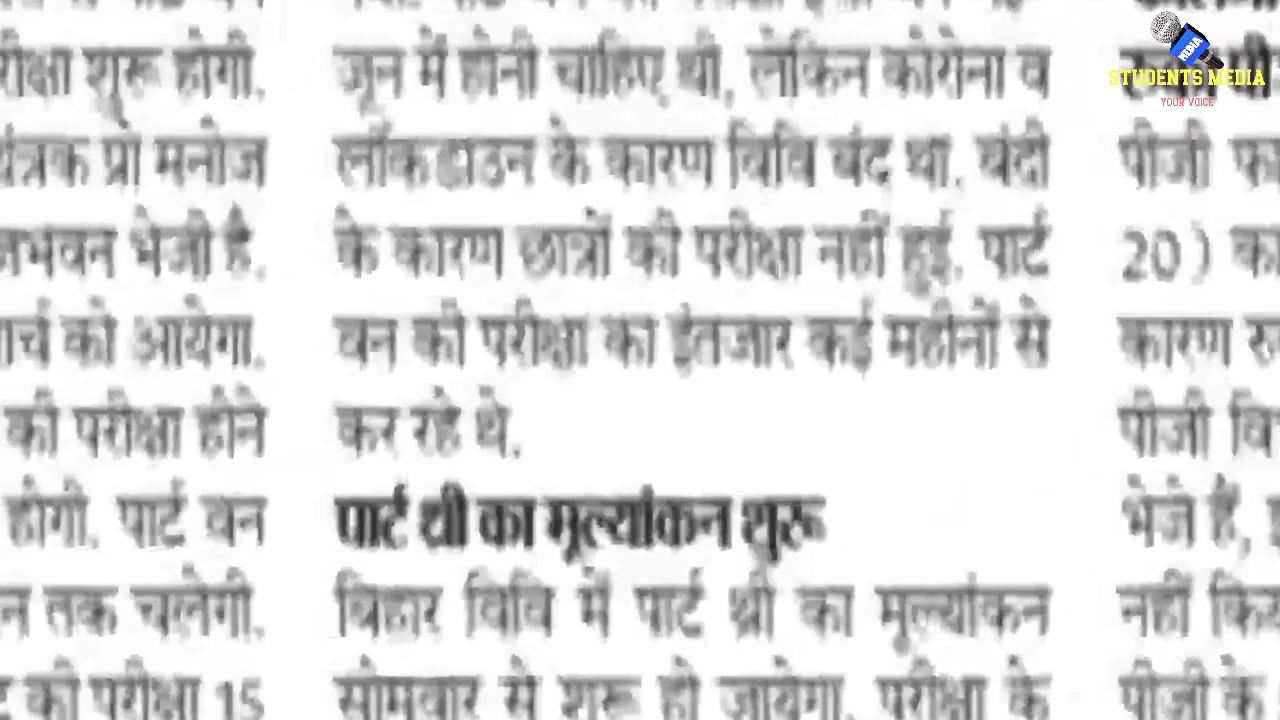 रीक्षा शुरू होगी.
यंत्रक प्रो मनोज
जभवन भेजी है.
मार्च को आयेगा.
की परीक्षा होने
होगी. पार्ट वन
न तक चलेगी.
की परीक्षा 15
जून में होनी चाहिए थी, लेकिन कोरोना व
लॉकडाउन के कारण विवि बंद था. बंदी
के कारण छात्रों की परीक्षा नहीं हुई. पार्ट
वन की परीक्षा का इंतजार कई महीनों से
कर रहे थे.
पार्ट थ्री का मूल्यांकन शुरू
बिहार विवि में पार्ट थ्री का मूल्यांकन
सोमवार से शुरू हो जायेगा. परीक्षा के
पीजी
20) का
कारण
पीजी वि
भेजे हैं,
नहीं किय
पीजी के
MEDIA
STUDENTS MEDIA
YOUR VOICE